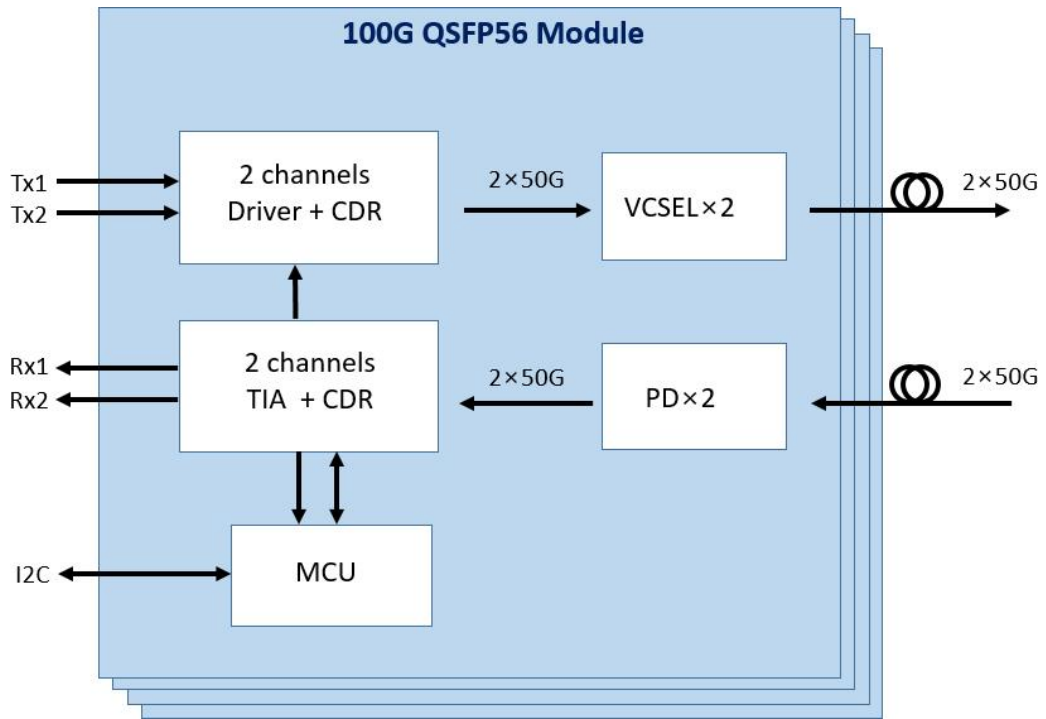 100G QSFP56 Module
Tx1
Tx2
2 channels
Driver + CDR
2×50G
VCSEL×2
2×50G
Rx1
Rx2
2 channels
TIA + CDR
2×50G
PD×2
2×50G
I2C
MCU